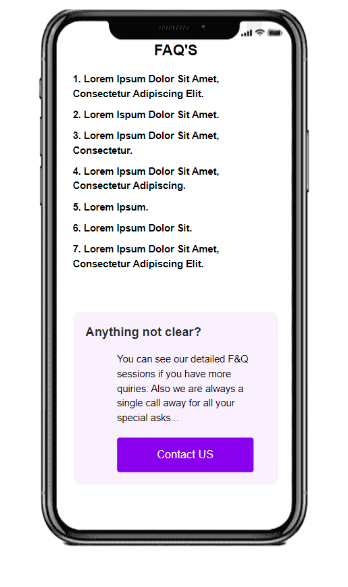 FAQ'S
1. Lorem Ipsum Dolor Sit Amet,
Consectetur Adipiscing Elit.
2. Lorem Ipsum Dolor Sit Amet.
3. Lorem Ipsum Dolor Sit Amet,
Consectetur.
4. Lorem Ipsum Dolor Sit Amet,
Consectetur Adipiscing.
5. Lorem Ipsum.
6. Lorem Ipsum Dolor Sit.
7. Lorem Ipsum Dolor Sit Amet,
Consectetur Adipiscing Elit.
Anything not clear?
You can see our detailed F&Q
sessions if you have more
quiries. Also we are always a
single call away for all your
special asks...
Contact US